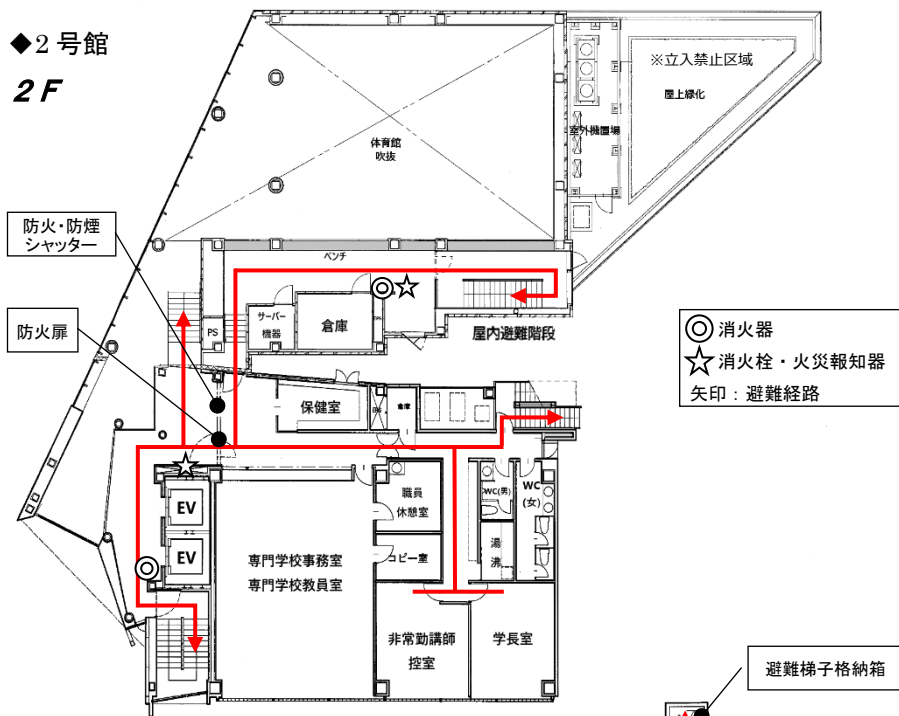 ◆2 号館
2F
※立入禁止区域
屋上緑化
室外機置場
体育館
吹抜
防火・防煙
シャッター
ベンチ
防火扉
PS
サーバー
機器
倉庫
屋内避難階段
消火器
消火栓・火災報知器
矢印：避難経路
保健室
倉庫
EV
EV
職員
休憩室
WC(男)
WC
(女)
コピー室
湯
沸
専門学校事務室
専門学校教員室
非常勤講師
控室
学長室
避難梯子格納箱